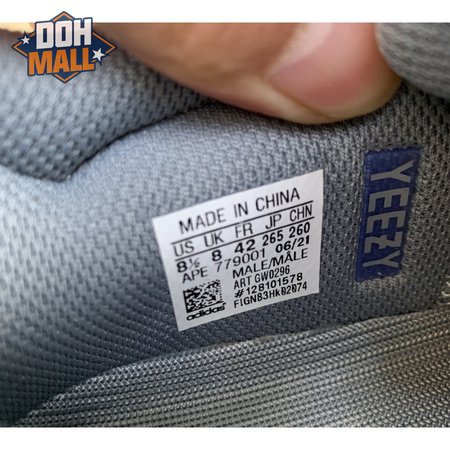 DOH
MALL
MADE IN CHINA
US UK FR JP CHN
8½ 8 42 265 260
APE 779001 06/21
MALE/MÂLE
ART GW0296
#128101578
F1GN83HKD2074
adidas
YEEZY